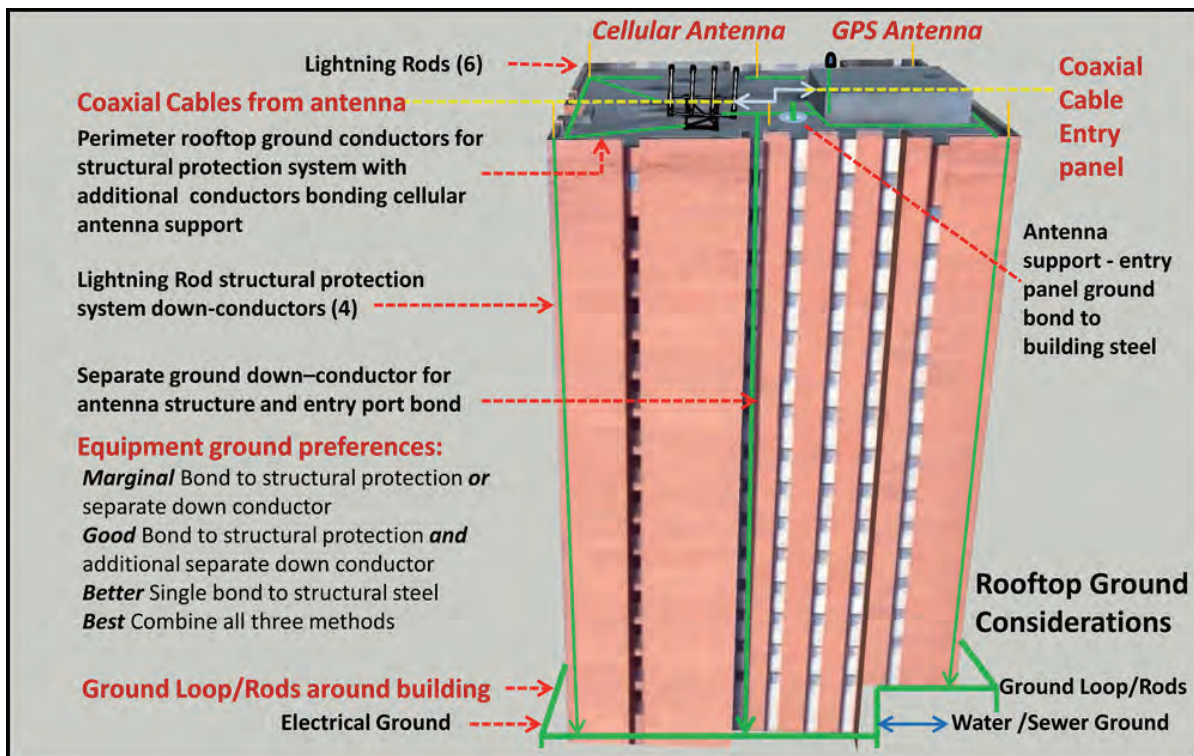 Cellular Antenna
GPS Antenna
Lightning Rods (6)
Coaxial Cables from antenna
Perimeter rooftop ground conductors for
structural protection system with
additional conductors bonding cellular
antenna support
Lightning Rod structural protection
system down-conductors (4)
Separate ground down–conductor for
antenna structure and entry port bond
Equipment ground preferences:
Marginal Bond to structural protection or
separate down conductor
Good Bond to structural protection and
additional separate down conductor
Better Single bond to structural steel
Best Combine all three methods
Ground Loop/Rods around building
Electrical Ground
Coaxial
Cable
Entry
panel
Antenna
support - entry
panel ground
bond to
building steel
Rooftop Ground
Considerations
Ground Loop/Rods
Water /Sewer Ground